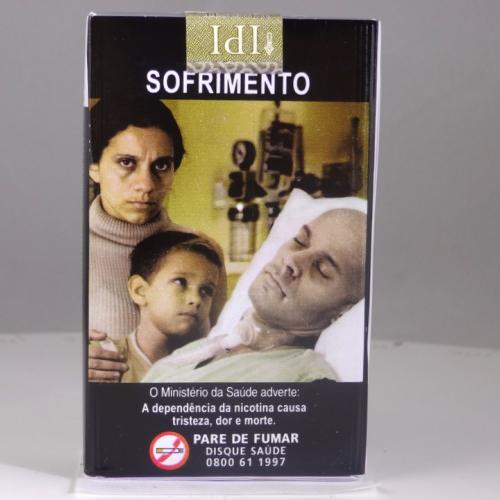 IPI
SOFRIMENTO
O Ministério da Saúde adverte:
A dependência da nicotina causa
tristeza, dor e morte.
PARE DE FUMAR
DISQUE SAÚDE
0800 61 1997